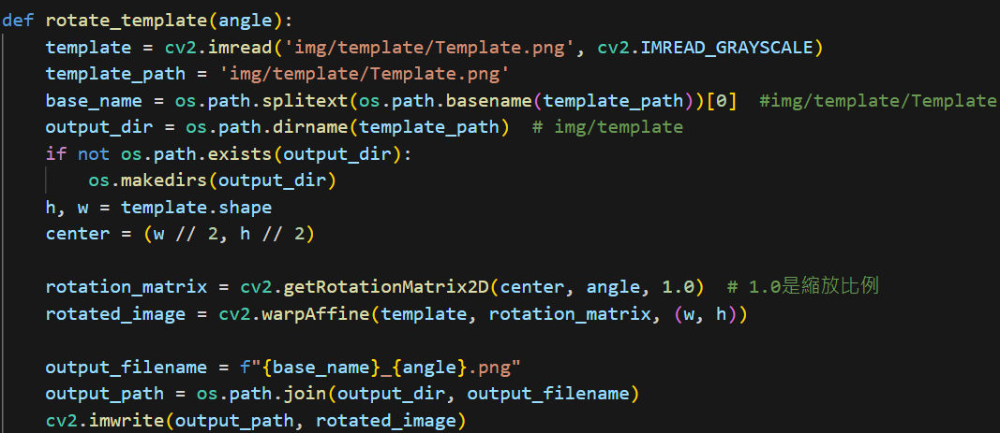 def rotate_template(angle):
    template = cv2.imread('img/template/Template.png', cv2.IMREAD_GRAYSCALE)
    template_path = 'img/template/Template.png'
    base_name = os.path.splitext(os.path.basename(template_path))[0]  #img/template/Template
    output_dir = os.path.dirname(template_path)  # img/template
    if not os.path.exists(output_dir):
        os.makedirs(output_dir)
    h, w = template.shape
    center = (w // 2, h // 2)
    rotation_matrix = cv2.getRotationMatrix2D(center, angle, 1.0)  # 1.0是縮放比例
    rotated_image = cv2.warpAffine(template, rotation_matrix, (w, h))
    output_filename = f"{base_name}_{angle}.png"
    output_path = os.path.join(output_dir, output_filename)
    cv2.imwrite(output_path, rotated_image)